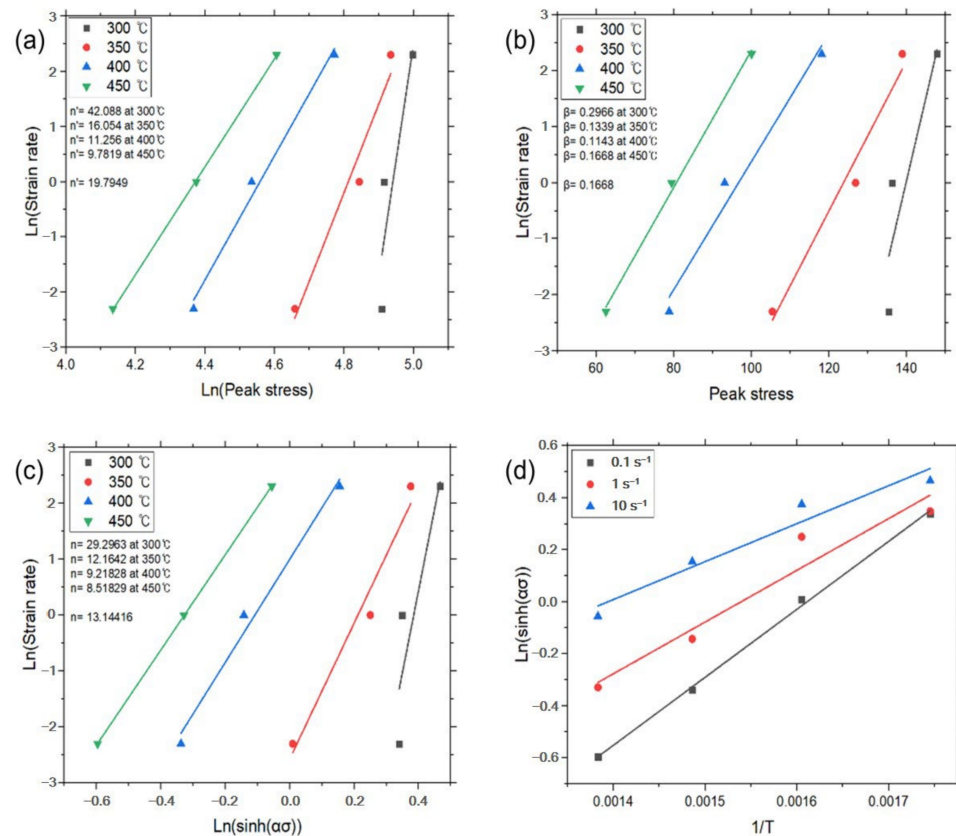 (a)
300 ℃
350 ℃
400 ℃
450 ℃
n'= 42.088 at 300℃
n'= 16.054 at 350℃
n'= 11.256 at 400℃
n'= 9.7819 at 450℃
n'= 19.7949
Ln(Strain rate)
3
2
1
0
−1
−2
−3
4.0 4.2 4.4 4.6 4.8 5.0
Ln(Peak stress)
(b)
300 ℃
350 ℃
400 ℃
450 ℃
β= 0.2966 at 300℃
β= 0.1339 at 350℃
β= 0.1143 at 400℃
β= 0.1668 at 450℃
β= 0.1668
Ln(Strain rate)
3
2
1
0
−1
−2
−3
60 80 100 120 140
Peak stress
(c)
300 ℃
350 ℃
400 ℃
450 ℃
n= 29.2963 at 300℃
n= 12.1642 at 350℃
n= 9.21828 at 400℃
n= 8.51829 at 450℃
n= 13.14416
Ln(Strain rate)
3
2
1
0
−1
−2
−3
−0.6 −0.4 −0.2 0.0 0.2 0.4
Ln(sinh(ασ))
(d)
0.1 s⁻¹
1 s⁻¹
10 s⁻¹
Ln(sinh(ασ))
0.6
0.4
0.2
0.0
−0.2
−0.4
−0.6
0.0014 0.0015 0.0016 0.0017
1/T